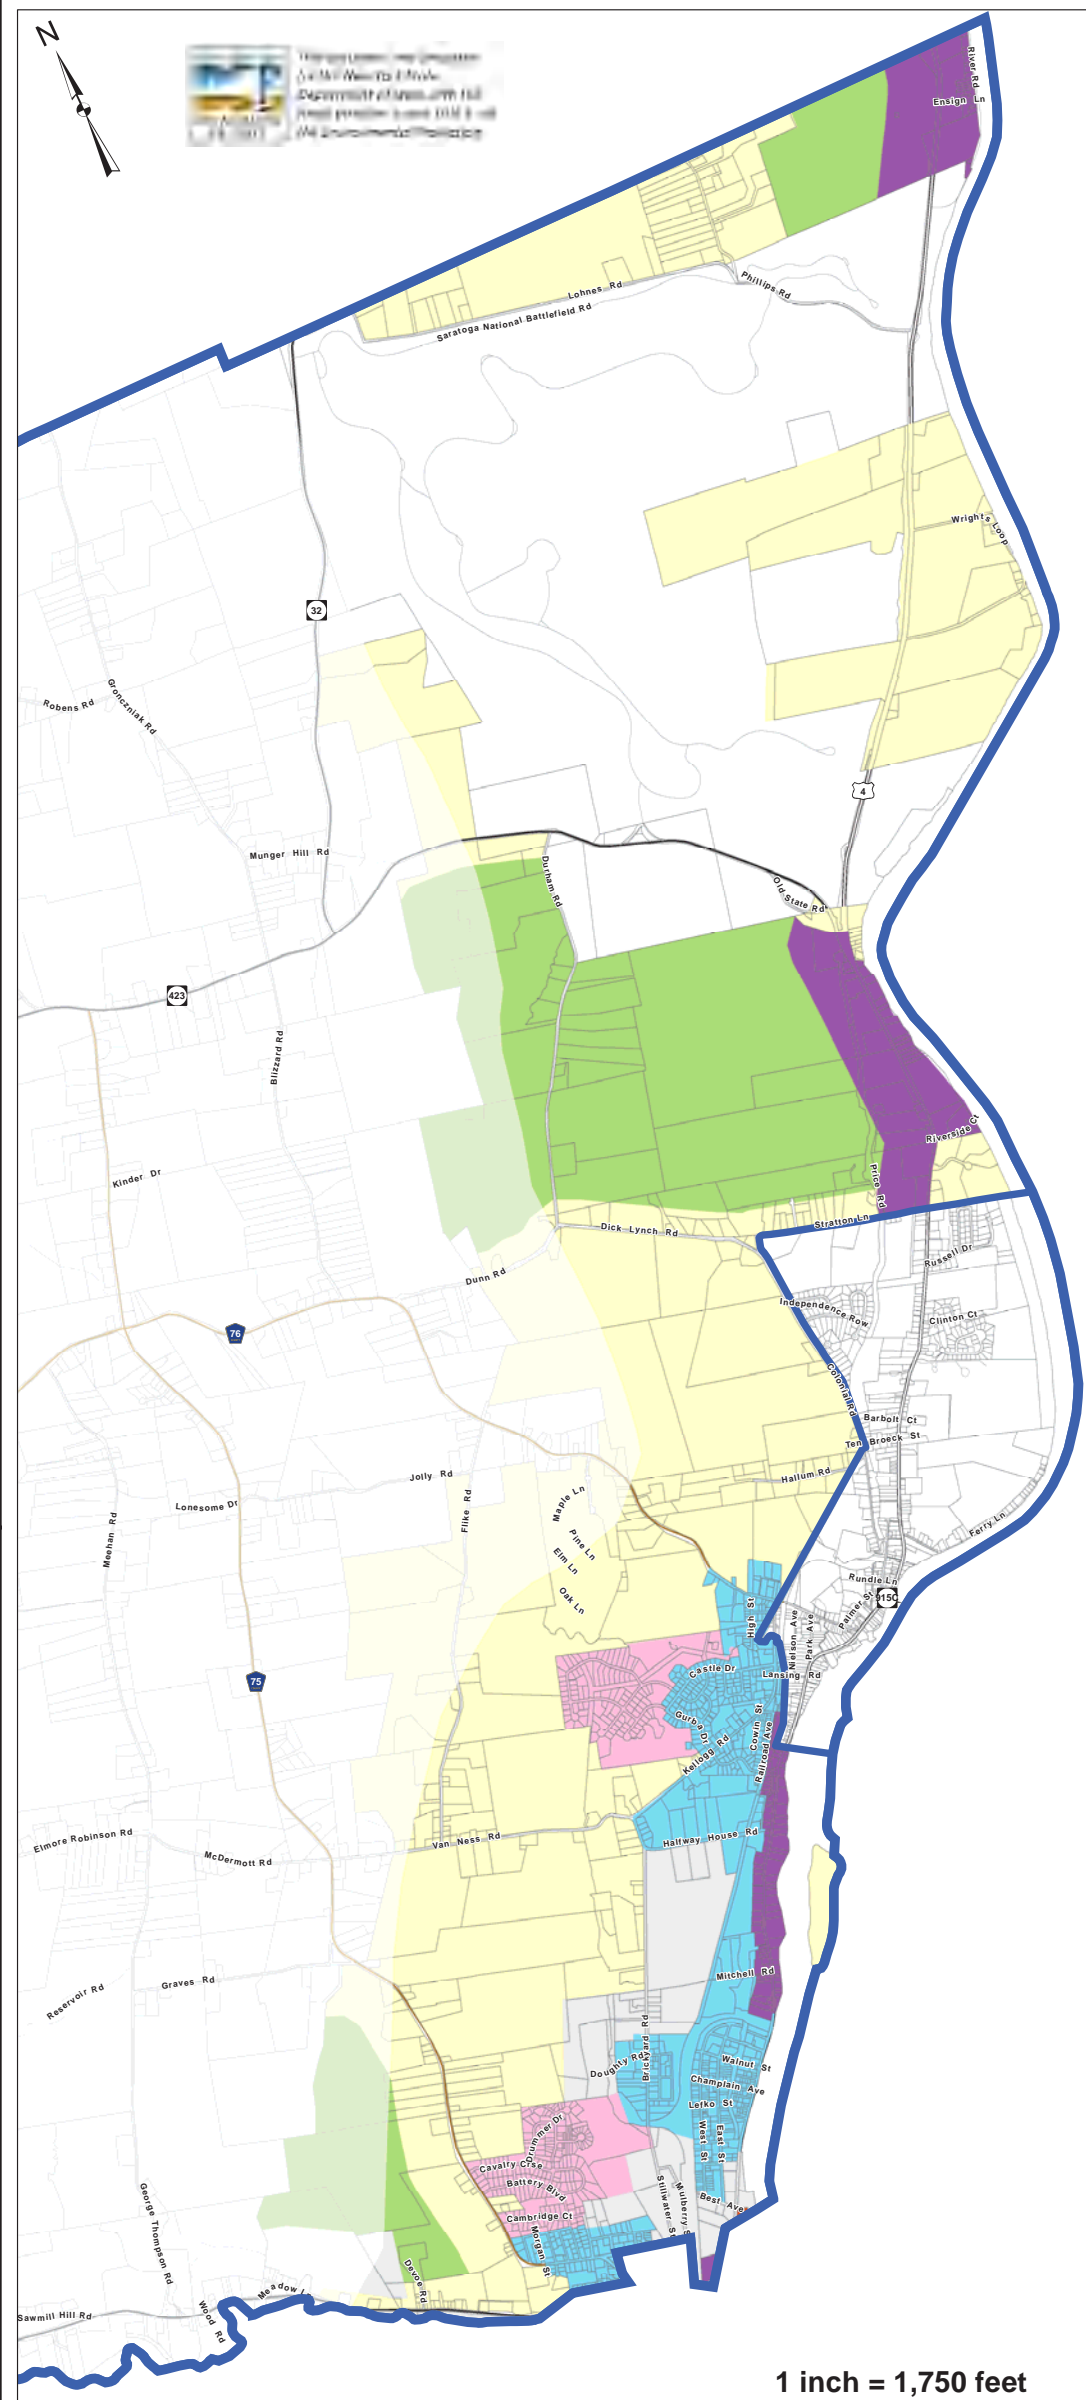 N
River Rd
Ensign Ln
Phillips Rd
Lohnes Rd
Saratoga National Battlefield Rd
Wrights Loop
32
Robens Rd
Gronczniak Rd
4
Munger Hill Rd
Durham Rd
Old State Rd
423
Blizzard Rd
Riverside Ct
Kinder Dr
Price Rd
Stratton Ln
Dick Lynch Rd
Russell Dr
Dunn Rd
Independence Row
Clinton Ct
76
Colonial Rd
Barbolt Ct
Ten Broeck St
Hallum Rd
Jolly Rd
Lonesome Dr
Flike Rd
Maple Ln
Meehan Rd
Pine Ln
Ferry Ln
Elm Ln
Rundle Ln
Oak Ln
915C
Palmer St
High St
Nielson Ave
Park Ave
Castle Dr
Lansing Rd
75
Gurba Dr
Cowin St
Railroad Ave
Kellogg Rd
Elmore Robinson Rd
Van Ness Rd
Halfway House Rd
McDermott Rd
Mitchell Rd
Graves Rd
Reservoir Rd
Brickyard Rd
Doughty Rd
Walnut St
Champlain Ave
Lefko St
West St
East St
Drummer Dr
Cavalry Crse
Battery Blvd
Stillwater St
Mulberry S
Best Ave
Cambridge Ct
Morgan St
George Thompson Rd
Devoe Rd
Meadow L
Wood Rd
Sawmill Hill Rd
1 inch = 1,750 feet